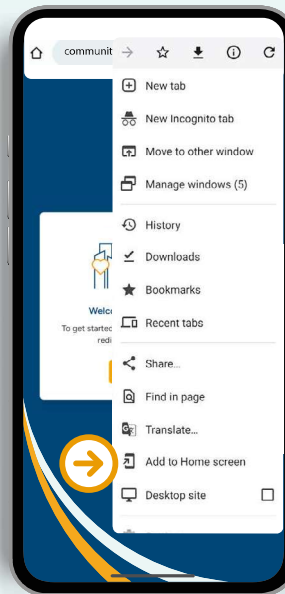 communit
New tab
New Incognito tab
Move to other window
Manage windows (5)
History
Downloads
Bookmarks
Welc
Recent tabs
To get started
redi
Share...
Find in page
Translate...
Add to Home screen
Desktop site